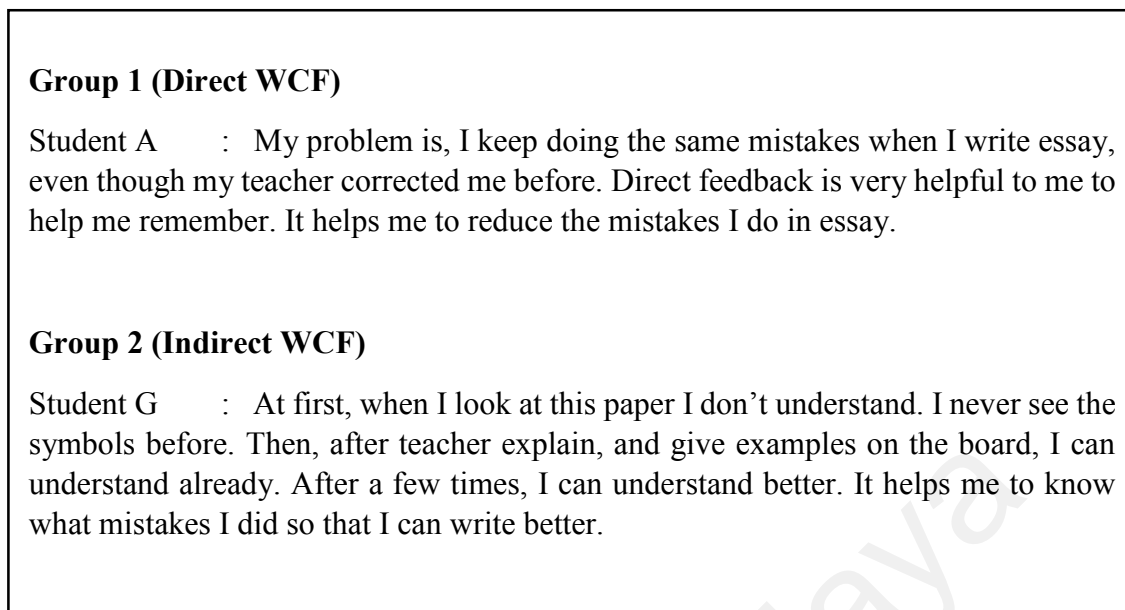 Group 1 (Direct WCF)
Student A : My problem is, I keep doing the same mistakes when I write essay,
even though my teacher corrected me before. Direct feedback is very helpful to me to
help me remember. It helps me to reduce the mistakes I do in essay.
Group 2 (Indirect WCF)
Student G : At first, when I look at this paper I don’t understand. I never see the
symbols before. Then, after teacher explain, and give examples on the board, I can
understand already. After a few times, I can understand better. It helps me to know
what mistakes I did so that I can write better.